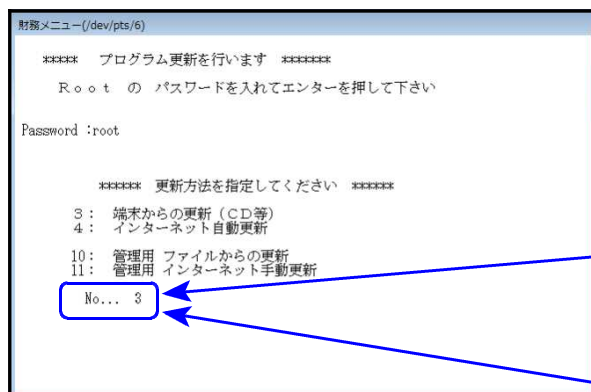 財務メニュー(/dev/pts/6)
***** プログラム更新を行います *******
Ｒｏｏｔ の パスワードを入れてエンターを押して下さい
Password :root
****** 更新方法を指定してください ******
3： 端末からの更新（ＣＤ等）
4： インターネット自動更新
10： 管理用 ファイルからの更新
11： 管理用 インターネット手動更新
No... 3